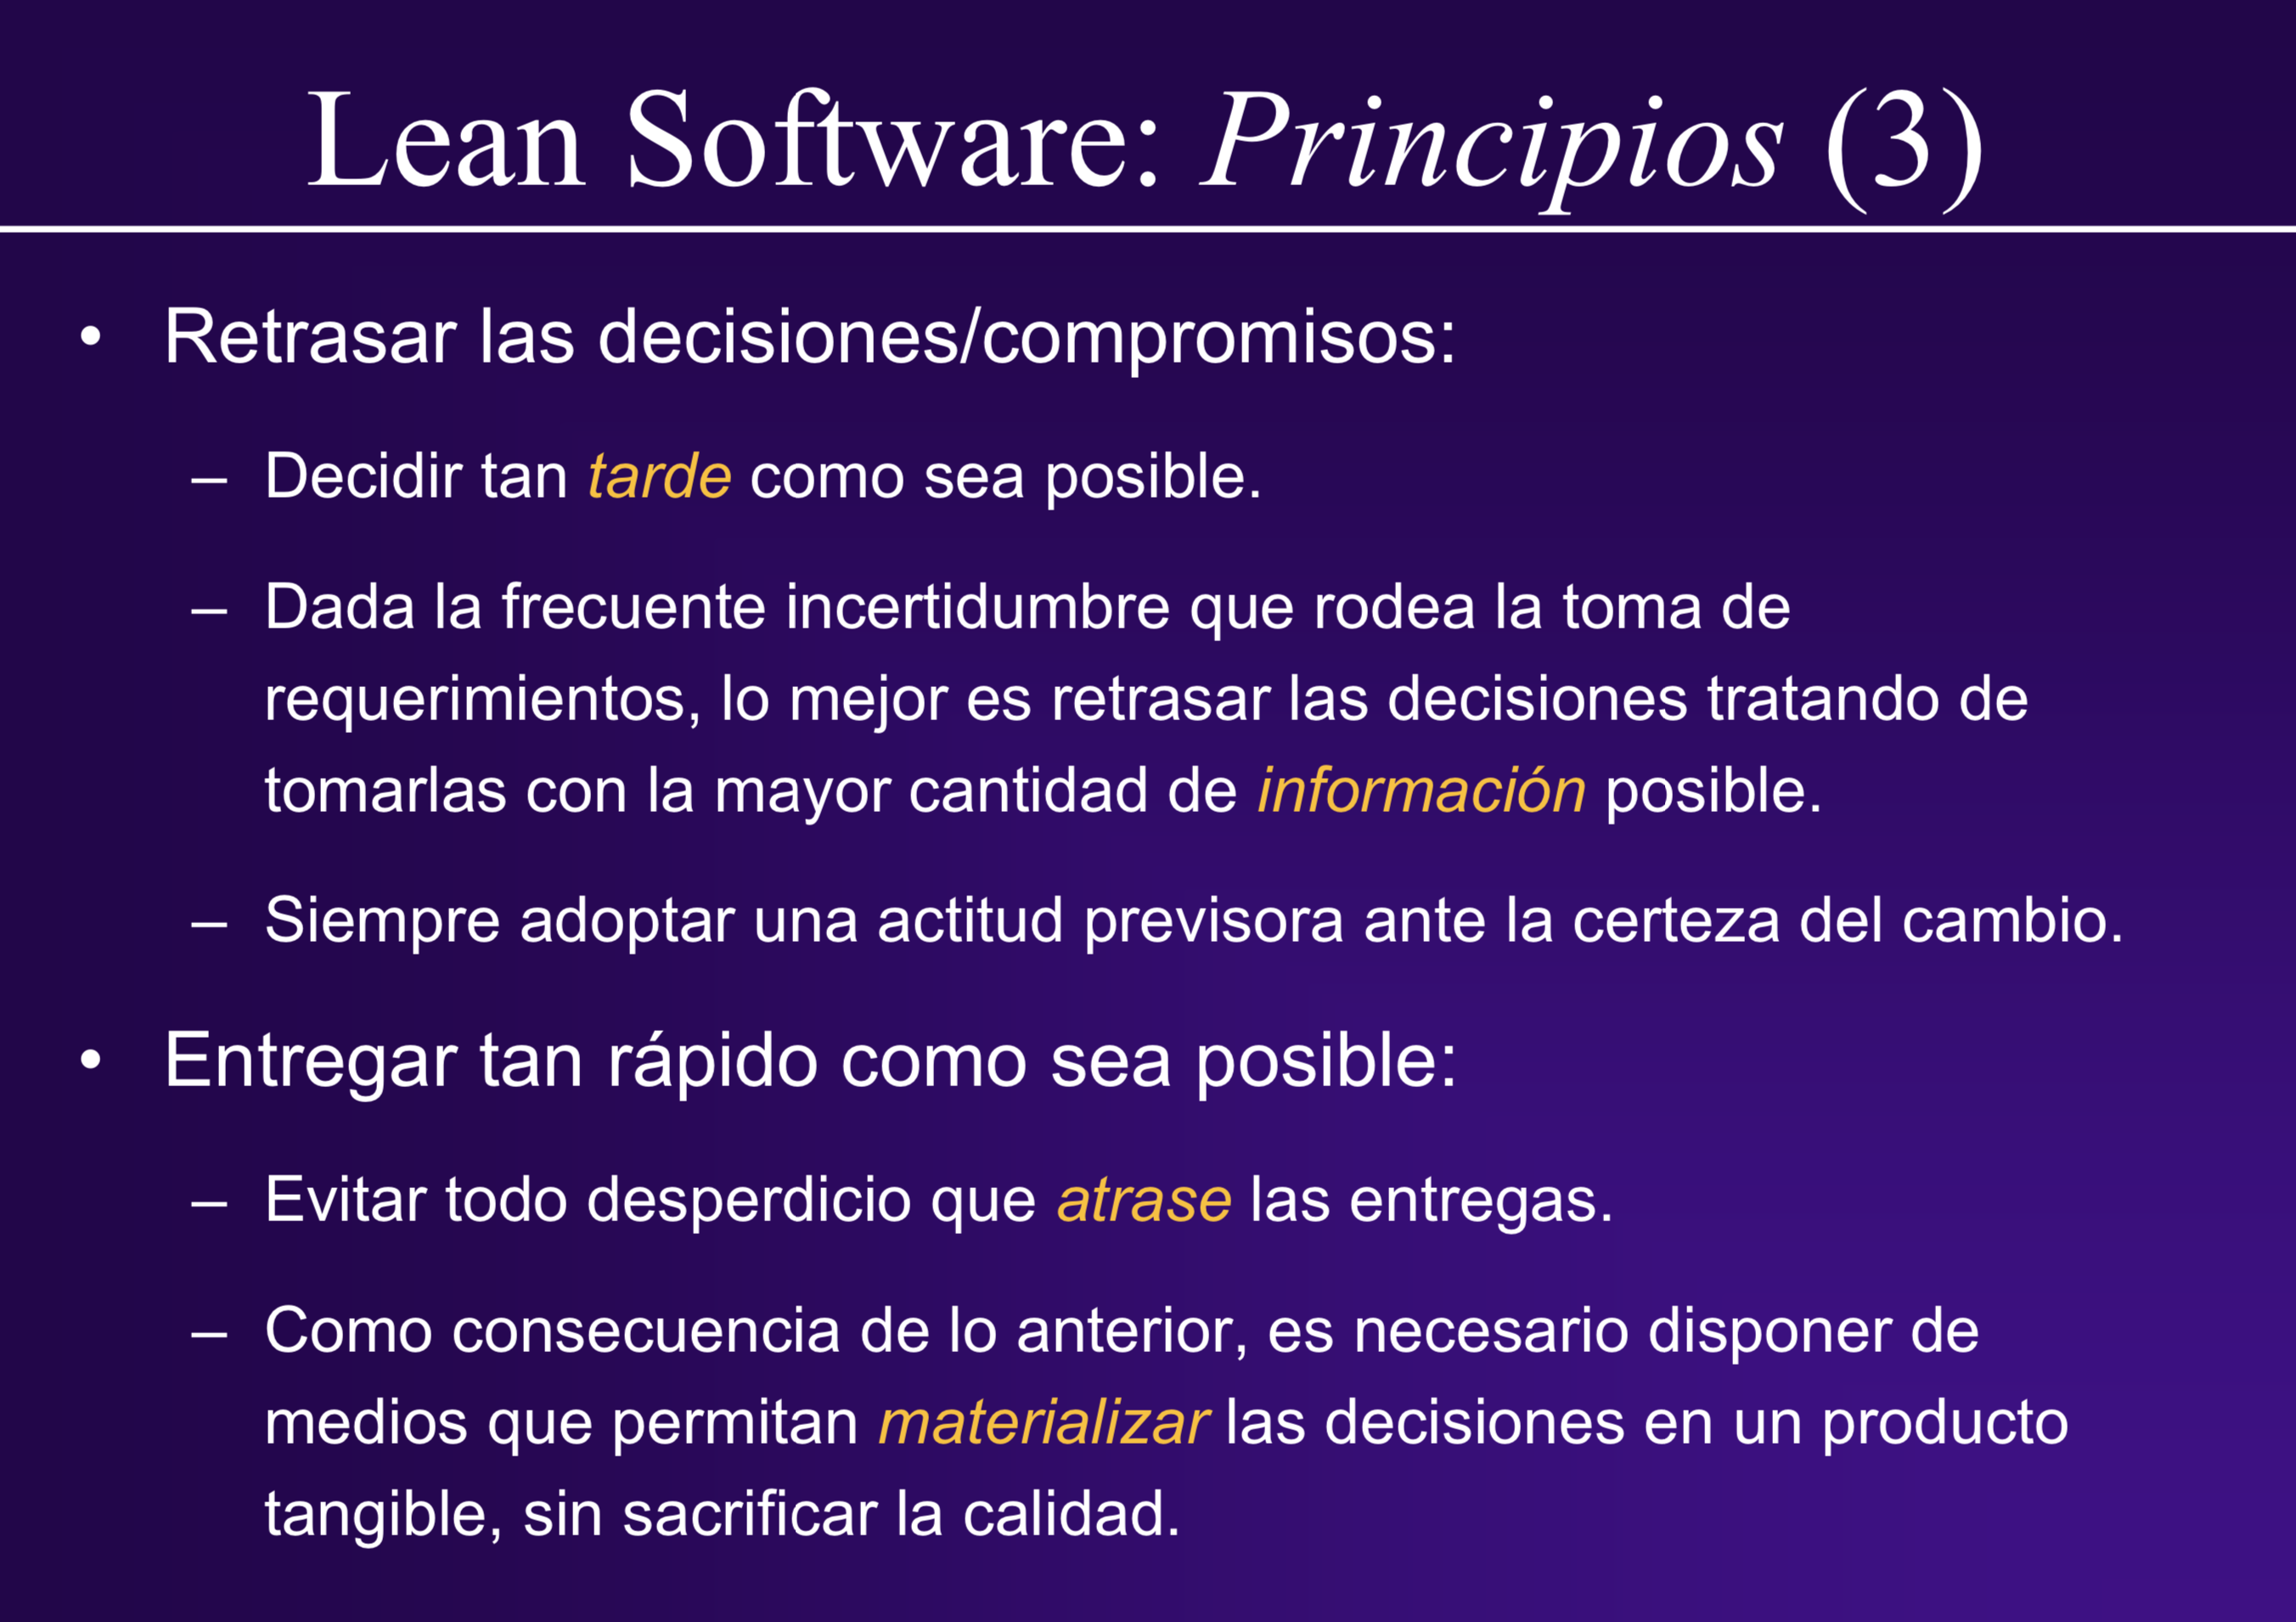 Lean Software: Principios (3)
• Retrasar las decisiones/compromisos:
– Decidir tan tarde como sea posible.
– Dada la frecuente incertidumbre que rodea la toma de
requerimientos, lo mejor es retrasar las decisiones tratando de
tomarlas con la mayor cantidad de información posible.
– Siempre adoptar una actitud previsora ante la certeza del cambio.
• Entregar tan rápido como sea posible:
– Evitar todo desperdicio que atrase las entregas.
– Como consecuencia de lo anterior, es necesario disponer de
medios que permitan materializar las decisiones en un producto
tangible, sin sacrificar la calidad.